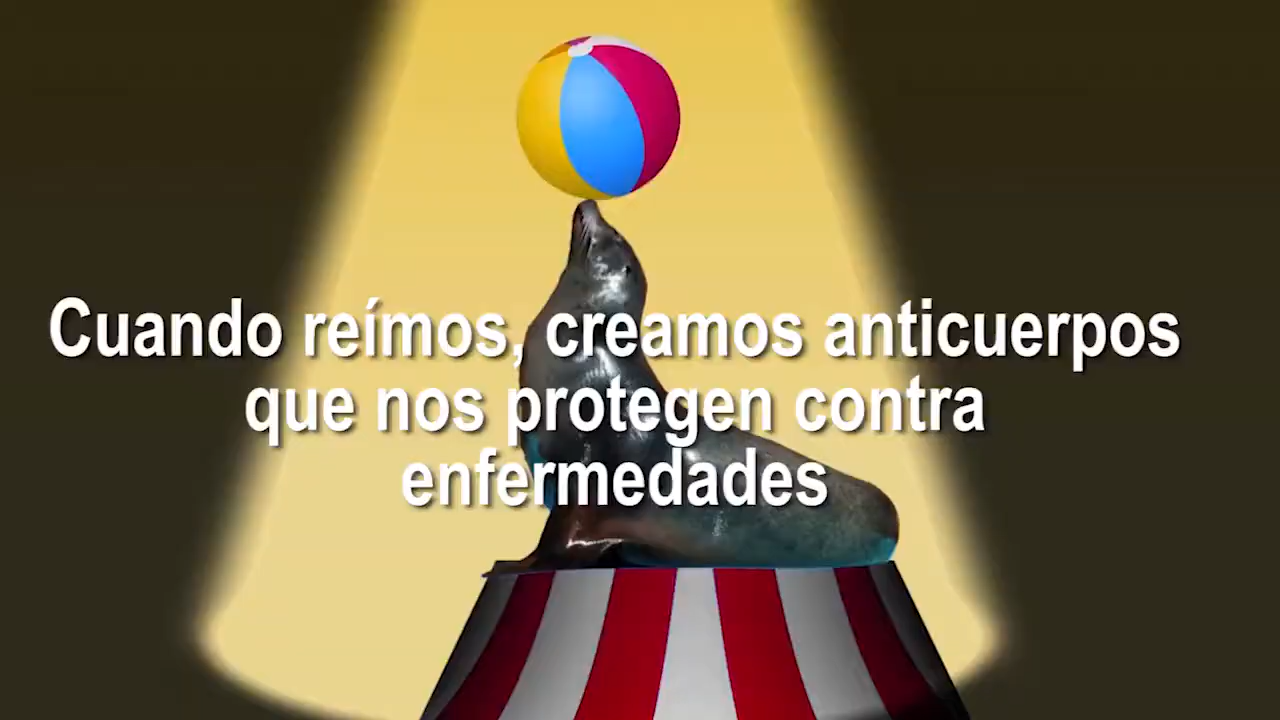 Cuando reímos, creamos anticuerpos
que nos protegen contra
enfermedades